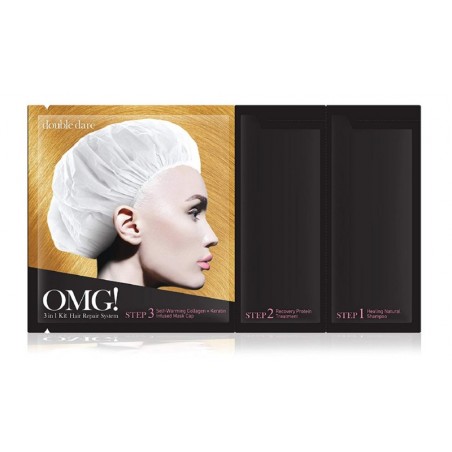 double dare
OMG!
3 in 1 Kit Hair Repair System
STEP 3 Self-Warming Collagen + Keratin
Infused Mask Cap
STEP 2 Recovery Protein
Treatment
STEP 1 Healing Natural
Shampoo